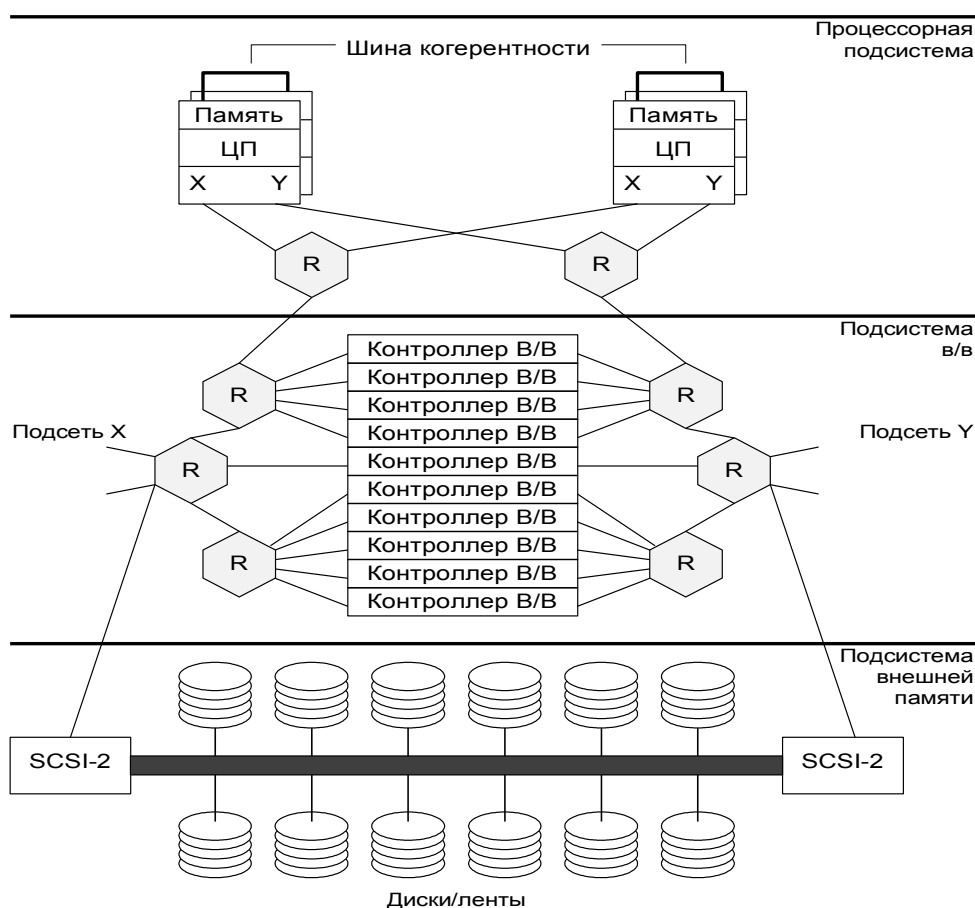 Процессорная
подсистема
Шина когерентности
Память
ЦП
X Y
Память
ЦП
X Y
R
R
Подсистема
в/в
Контроллер В/В
Контроллер В/В
Контроллер В/В
Контроллер В/В
Контроллер В/В
Контроллер В/В
Контроллер В/В
Контроллер В/В
Контроллер В/В
Контроллер В/В
R
R
Подсеть X
Подсеть Y
R
R
R
R
Подсистема
внешней
памяти
SCSI-2
SCSI-2
Диски/ленты